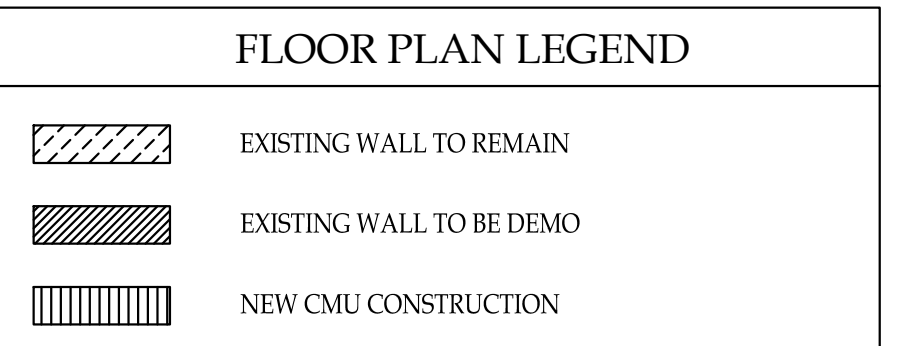 FLOOR PLAN LEGEND
EXISTING WALL TO REMAIN
EXISTING WALL TO BE DEMO
NEW CMU CONSTRUCTION